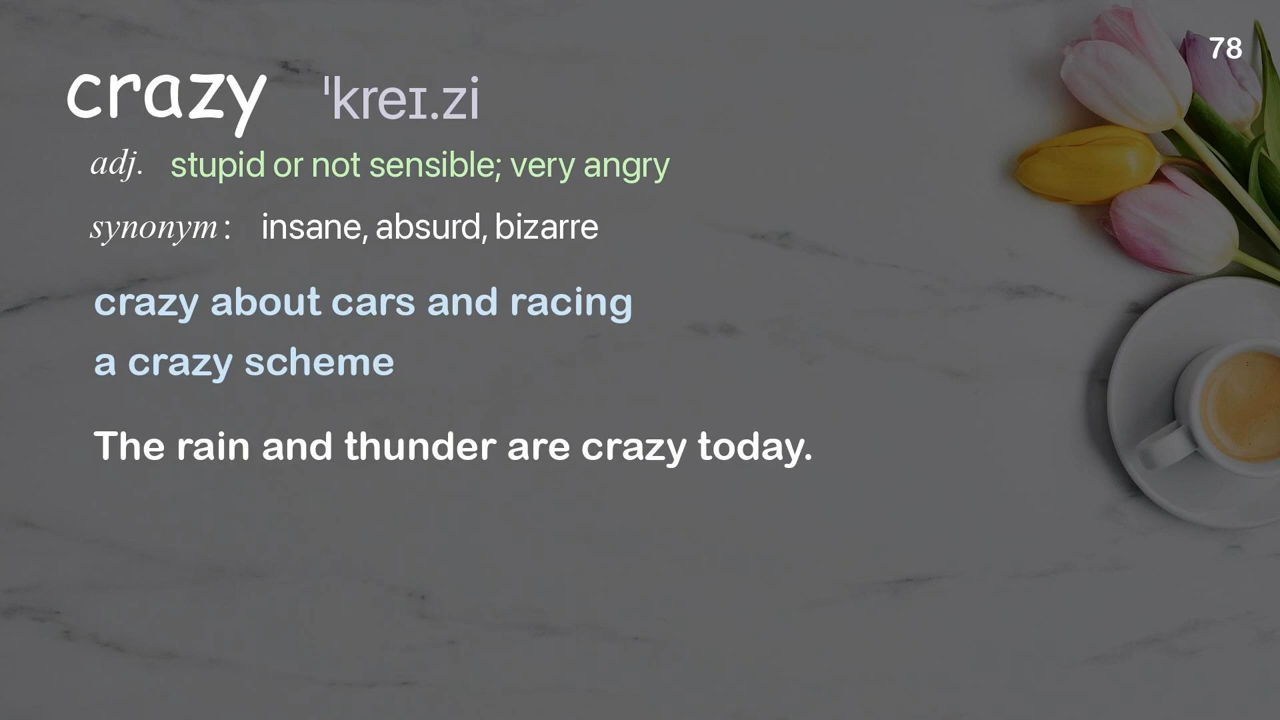 78
crazy ˈkreɪ.zi
adj. stupid or not sensible; very angry
synonym: insane, absurd, bizarre
crazy about cars and racing
a crazy scheme
The rain and thunder are crazy today.